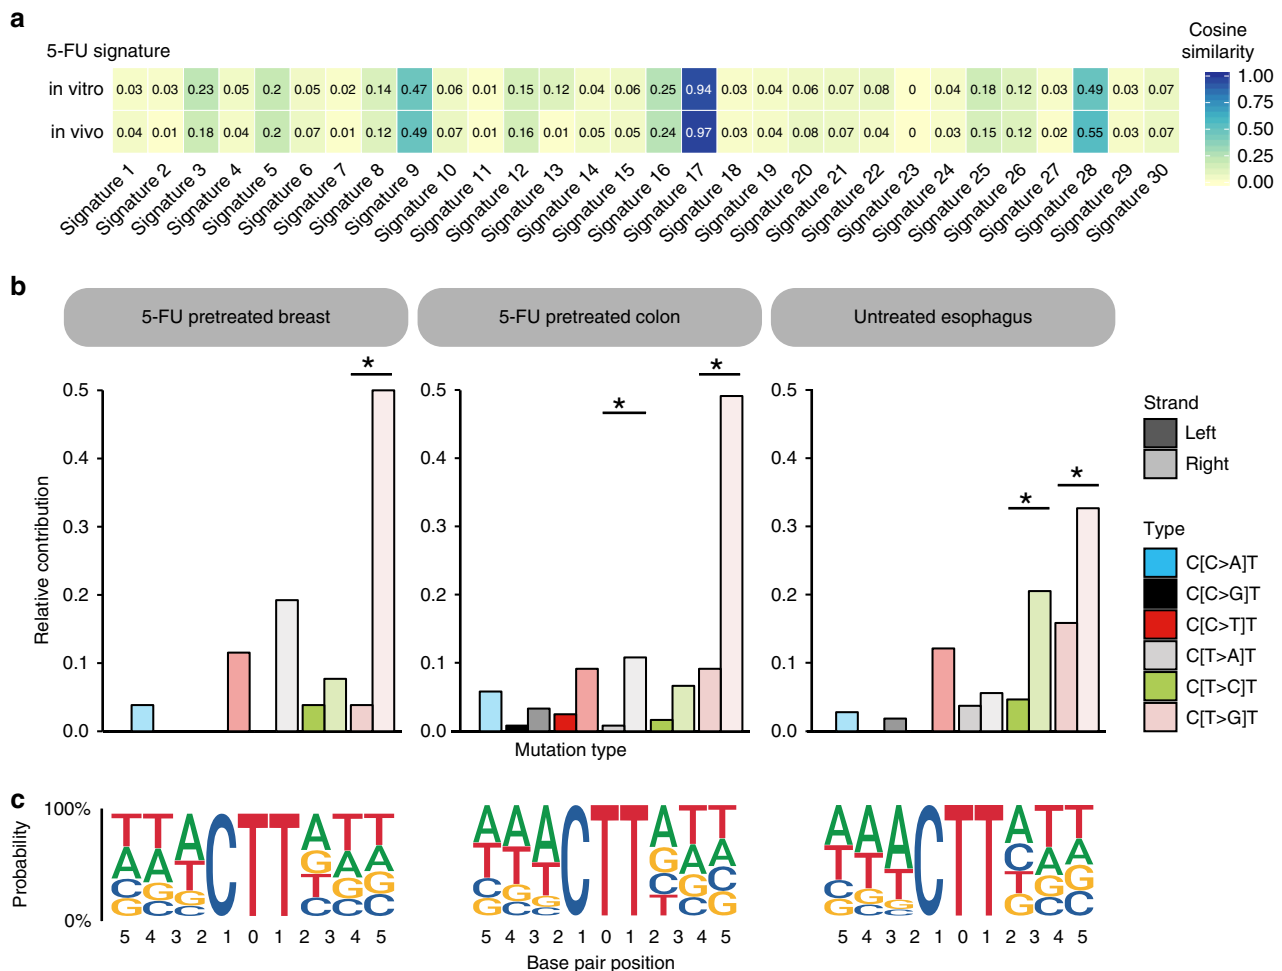 a
5-FU signature
Cosine
similarity
in vitro 0.03 0.03 0.23 0.05 0.2 0.05 0.02 0.14 0.47 0.06 0.01 0.15 0.12 0.04 0.06 0.25 0.94 0.03 0.04 0.06 0.07 0.08 0 0.04 0.18 0.12 0.03 0.49 0.03 0.07
in vivo 0.04 0.01 0.18 0.04 0.2 0.07 0.01 0.12 0.49 0.07 0.01 0.16 0.01 0.05 0.05 0.24 0.97 0.03 0.04 0.08 0.07 0.04 0 0.03 0.15 0.12 0.02 0.55 0.03 0.07
1.00
0.75
0.50
0.25
0.00
Signature 1
Signature 2
Signature 3
Signature 4
Signature 5
Signature 6
Signature 7
Signature 8
Signature 9
Signature 10
Signature 11
Signature 12
Signature 13
Signature 14
Signature 15
Signature 16
Signature 17
Signature 18
Signature 19
Signature 20
Signature 21
Signature 22
Signature 23
Signature 24
Signature 25
Signature 26
Signature 27
Signature 28
Signature 29
Signature 30
b
5-FU pretreated breast
5-FU pretreated colon
Untreated esophagus
Relative contribution
0.5
0.4
0.3
0.2
0.1
0.0
*
0.5
0.4
0.3
0.2
0.1
0.0
*
*
0.5
0.4
0.3
0.2
0.1
0.0
*
*
Mutation type
Strand
Left
Right
Type
C[C>A]T
C[C>G]T
C[C>T]T
C[T>A]T
C[T>C]T
C[T>G]T
c
Probability
100%
0%
T T A C T T A T T
A A T G A A
C G G T G G
G C C C C C
5 4 3 2 1 0 1 2 3 4 5
A A A C T T A T T
T T T G A A
C G G C G C
G C C T C G
5 4 3 2 1 0 1 2 3 4 5
A A A C T T A T T
T T T C A A
C G G T G G
G C C G C C
5 4 3 2 1 0 1 2 3 4 5
Base pair position